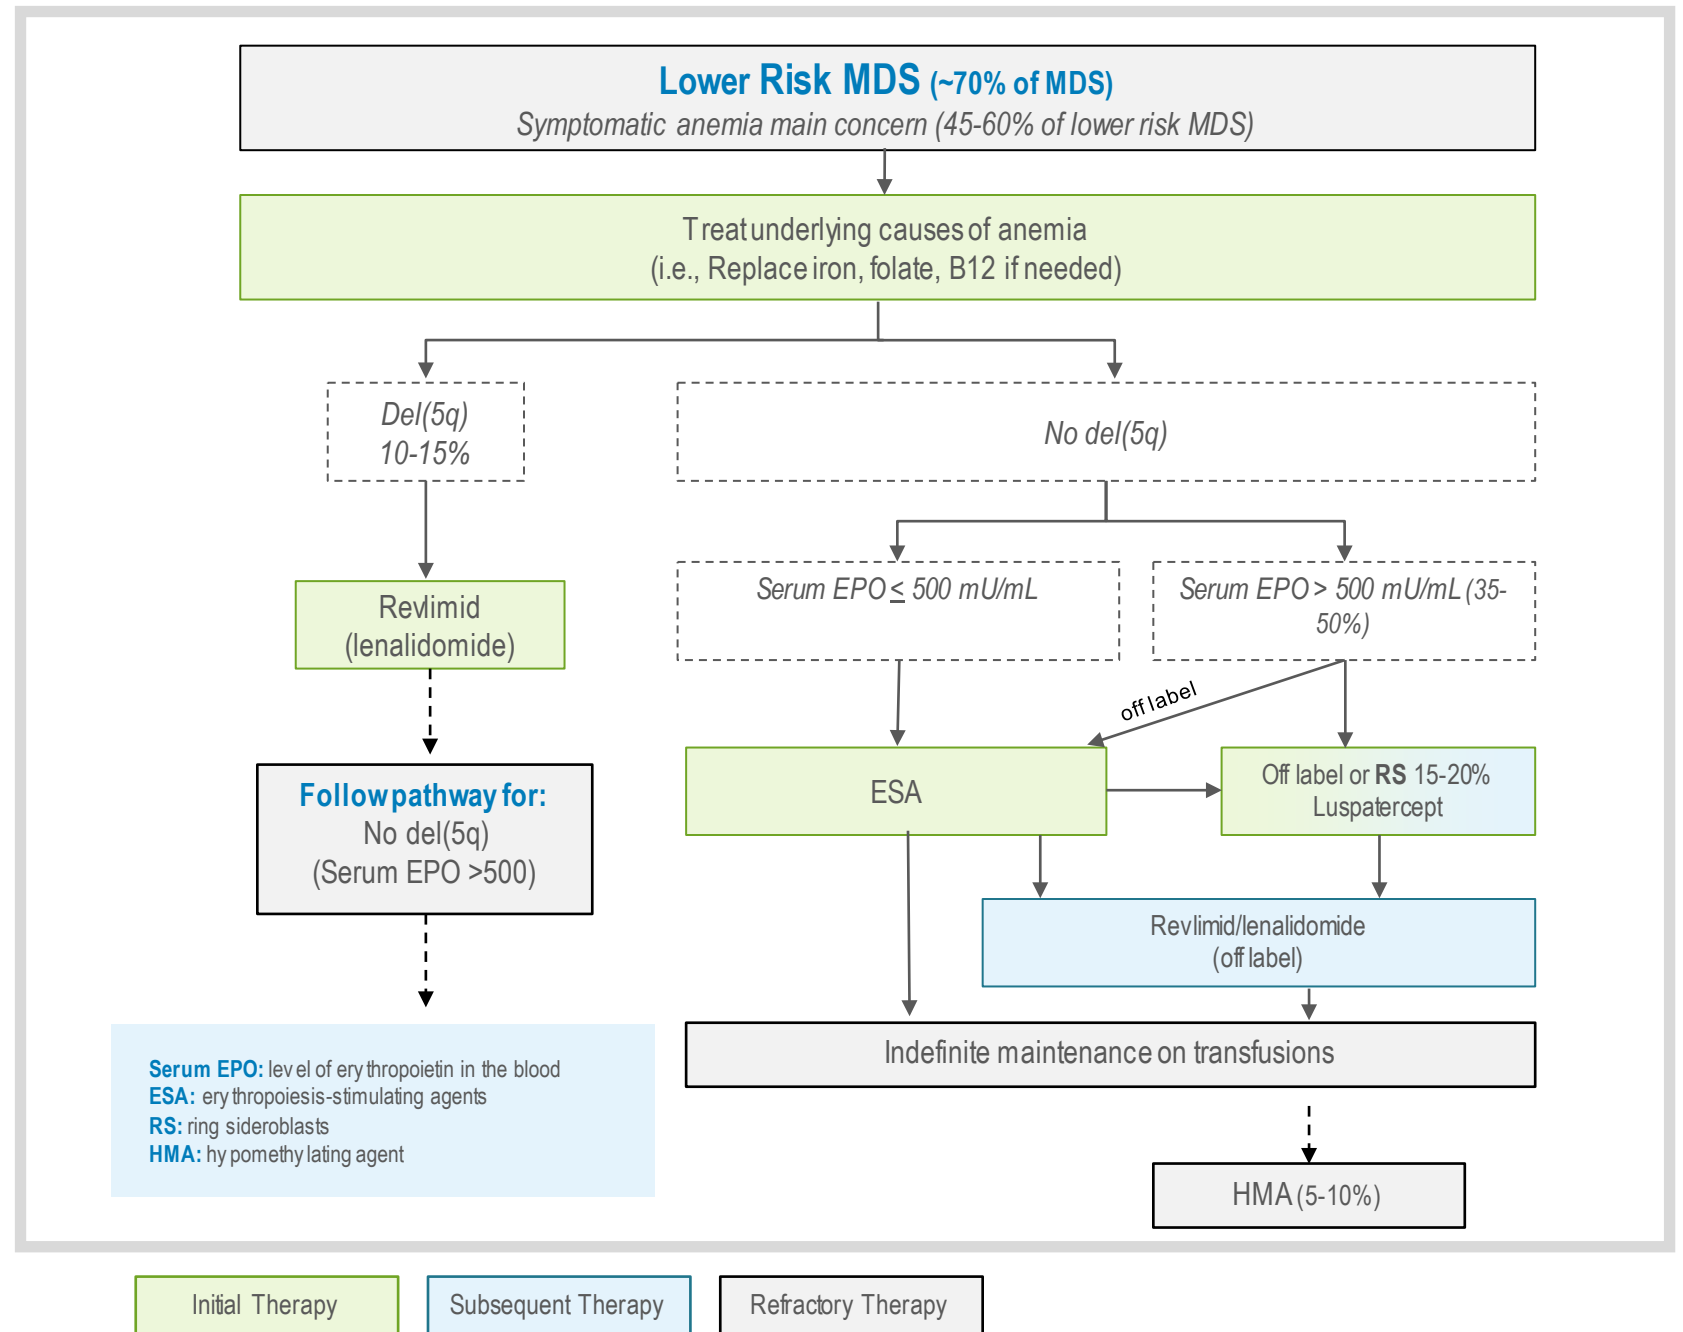 Lower Risk MDS (~70% of MDS)
Symptomatic anemia main concern (45-60% of lower risk MDS)
Treat underlying causes of anemia
(i.e., Replace iron, folate, B12 if needed)
Del(5q)
10-15%
No del(5q)
Serum EPO ≤ 500 mU/mL
Serum EPO > 500 mU/mL (35-
50%)
Revlimid
(lenalidomide)
off label
Follow pathway for:
No del(5q)
(Serum EPO >500)
ESA
Off label or RS 15-20%
Luspatercept
Revlimid/lenalidomide
(off label)
Indefinite maintenance on transfusions
Serum EPO: level of erythropoietin in the blood
ESA: erythropoiesis-stimulating agents
RS: ring sideroblasts
HMA: hypomethylating agent
HMA (5-10%)
Initial Therapy
Subsequent Therapy
Refractory Therapy